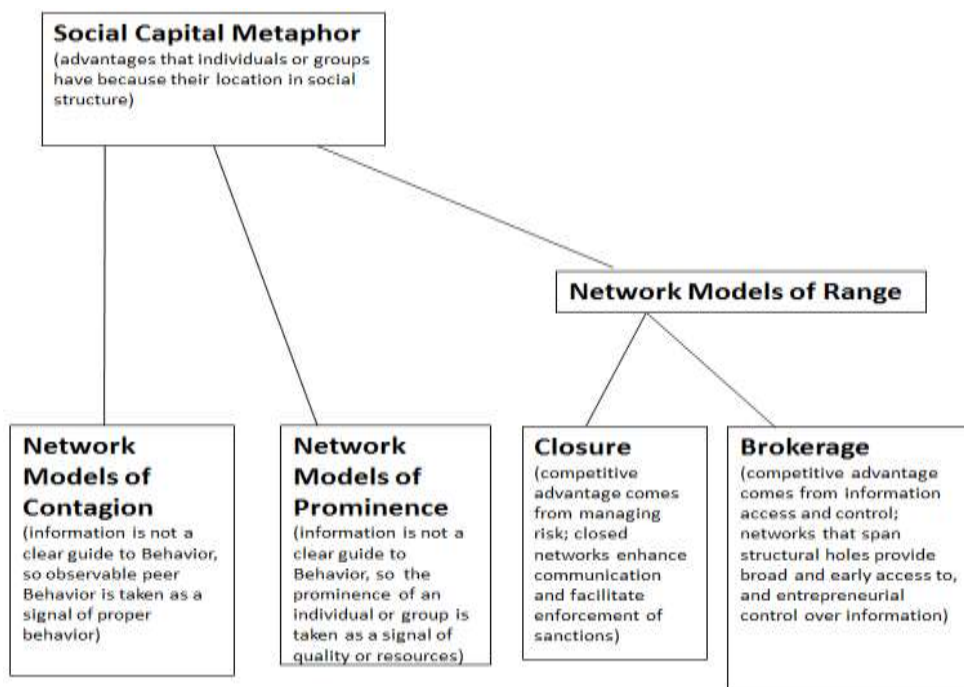 Social Capital Metaphor
(advantages that individuals or groups
have because their location in social
structure)
Network Models of Range
Network
Models of
Contagion
(information is not a
clear guide to Behavior,
so observable peer
Behavior is taken as a
signal of proper
behavior)
Network
Models of
Prominence
(information is not a
clear guide to
Behavior, so the
prominence of an
individual or group is
taken as a signal of
quality or resources)
Closure
(competitive
advantage comes
from managing
risk; closed
networks enhance
communication
and facilitate
enforcement of
sanctions)
Brokerage
(competitive advantage
comes from information
access and control;
networks that span
structural holes provide
broad and early access to,
and entrepreneurial
control over information)